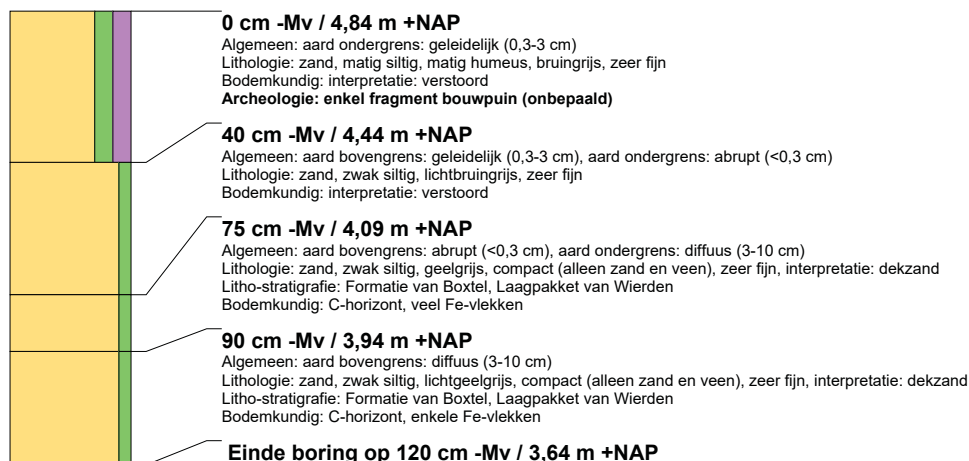 0 cm -Mv / 4,84 m +NAP
Algemeen: aard ondergrens: geleidelijk (0,3-3 cm)
Lithologie: zand, matig siltig, matig humeus, bruingrijs, zeer fijn
Bodemkundig: interpretatie: verstoord
Archeologie: enkel fragment bouwpuin (onbepaald)
40 cm -Mv / 4,44 m +NAP
Algemeen: aard bovengrens: geleidelijk (0,3-3 cm), aard ondergrens: abrupt (<0,3 cm)
Lithologie: zand, zwak siltig, lichtbruingrijs, zeer fijn
Bodemkundig: interpretatie: verstoord
75 cm -Mv / 4,09 m +NAP
Algemeen: aard bovengrens: abrupt (<0,3 cm), aard ondergrens: diffuus (3-10 cm)
Lithologie: zand, zwak siltig, geelgrijs, compact (alleen zand en veen), zeer fijn, interpretatie: dekzand
Litho-stratigrafie: Formatie van Boxtel, Laagpakket van Wierden
Bodemkundig: C-horizont, veel Fe-vlekken
90 cm -Mv / 3,94 m +NAP
Algemeen: aard bovengrens: diffuus (3-10 cm)
Lithologie: zand, zwak siltig, lichtgeelgrijs, compact (alleen zand en veen), zeer fijn, interpretatie: dekzand
Litho-stratigrafie: Formatie van Boxtel, Laagpakket van Wierden
Bodemkundig: C-horizont, enkele Fe-vlekken
Einde boring op 120 cm -Mv / 3,64 m +NAP